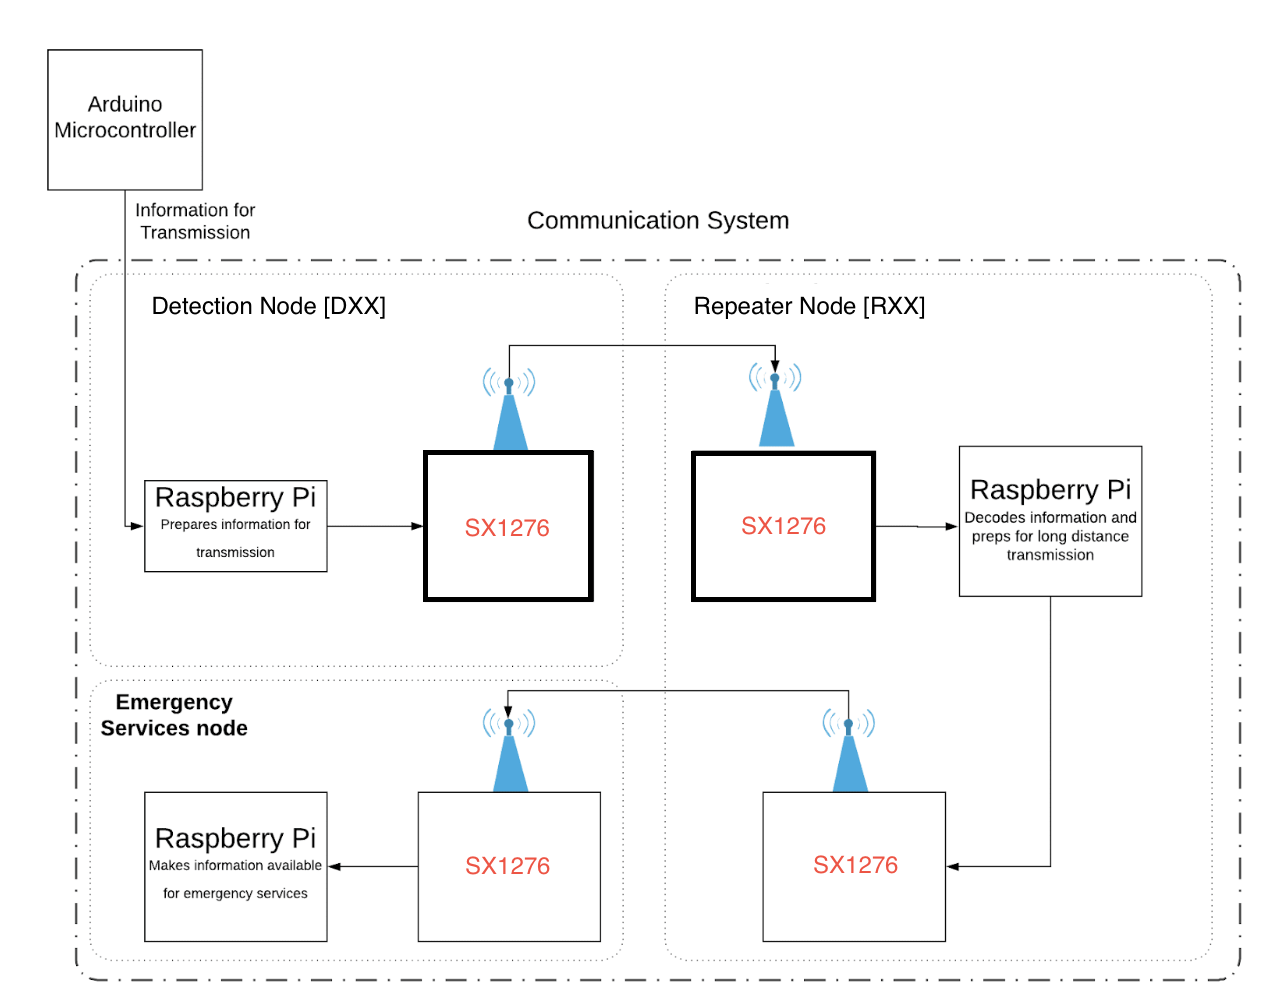 Arduino
Microcontroller
Information for
Transmission
Communication System
Detection Node [DXX]
Repeater Node [RXX]
Raspberry Pi
Prepares information for
transmission
SX1276
SX1276
Raspberry Pi
Decodes information and
preps for long distance
transmission
Emergency
Services node
Raspberry Pi
Makes information available
for emergency services
SX1276
SX1276